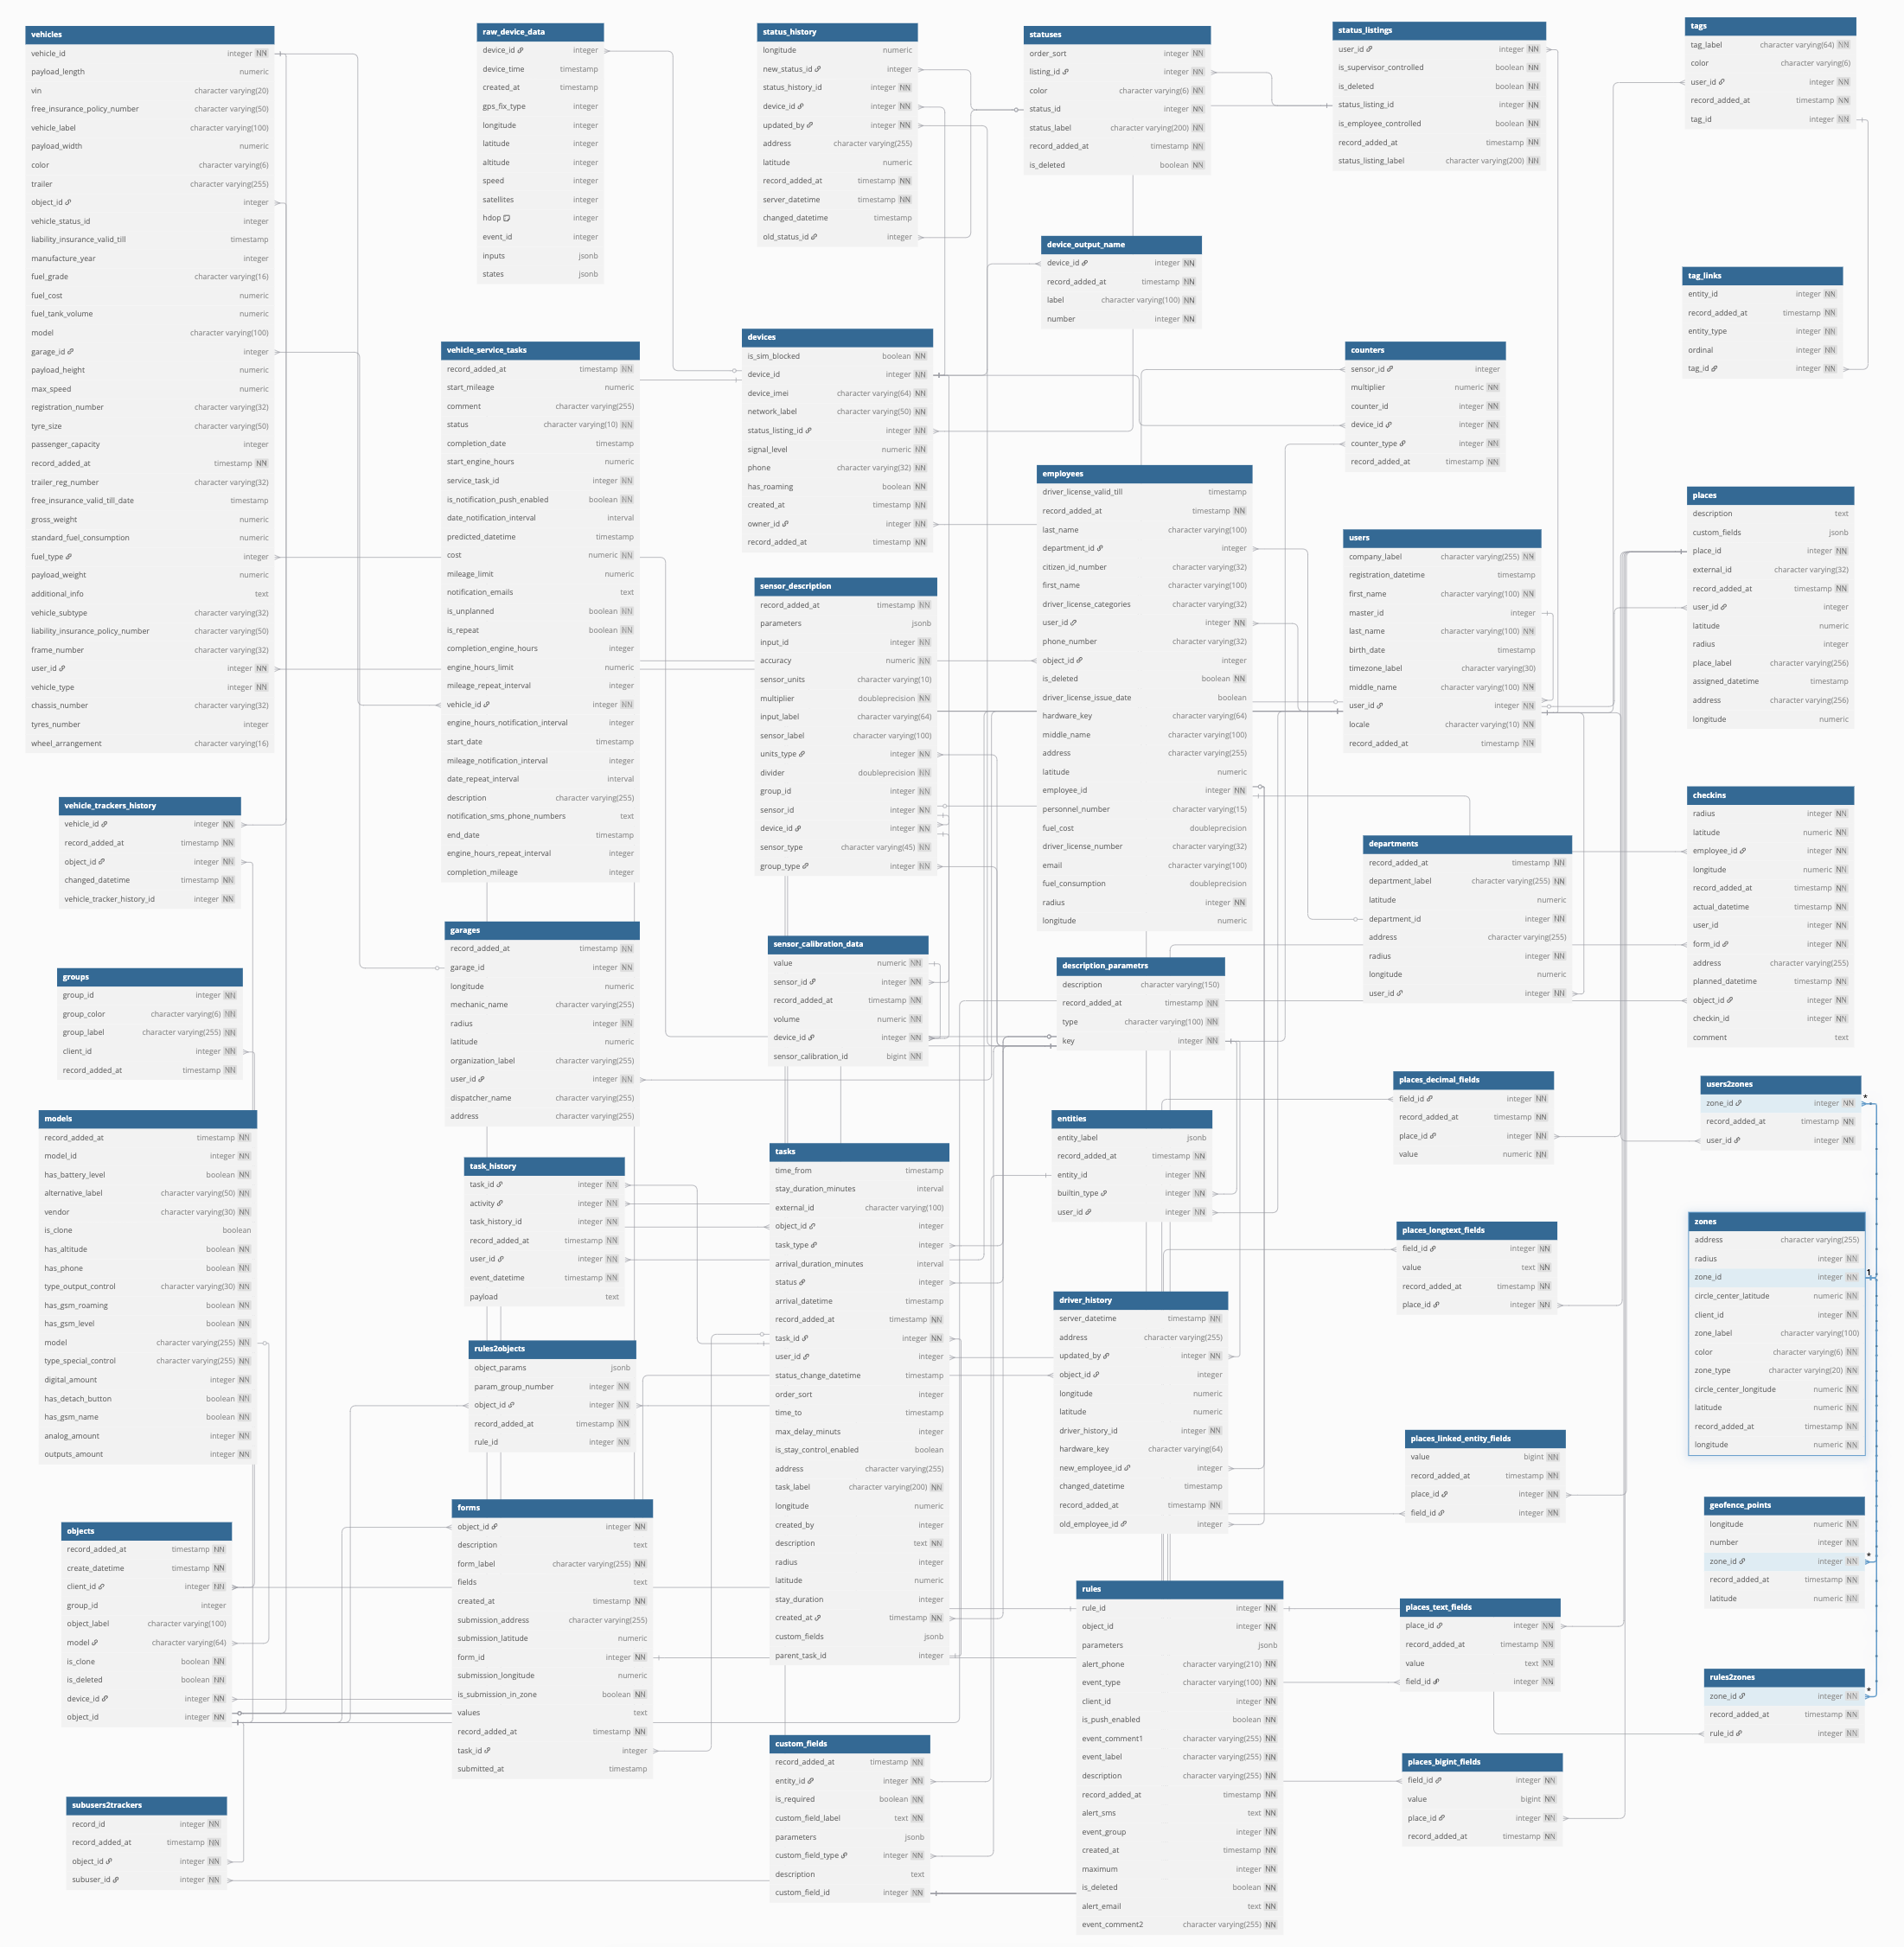 vehicles
vehicle_id integer NN
payload_length numeric
vin character varying(20)
free_insurance_policy_number character varying(50)
vehicle_label character varying(100)
payload_width numeric
color character varying(6)
trailer character varying(255)
object_id integer
vehicle_status_id integer
liability_insurance_valid_till timestamp
manufacture_year integer
fuel_grade character varying(16)
fuel_cost numeric
fuel_tank_volume numeric
model character varying(100)
garage_id integer
payload_height numeric
max_speed numeric
registration_number character varying(32)
tyre_size character varying(50)
passenger_capacity integer
record_added_at timestamp NN
trailer_reg_number character varying(32)
free_insurance_valid_till_date timestamp
gross_weight numeric
standard_fuel_consumption numeric
fuel_type integer
payload_weight numeric
additional_info text
vehicle_subtype character varying(32)
liability_insurance_policy_number character varying(50)
frame_number character varying(32)
user_id integer NN
vehicle_type integer NN
chassis_number character varying(32)
tyres_number integer
wheel_arrangement character varying(16)
vehicle_trackers_history
vehicle_id integer NN
record_added_at timestamp NN
object_id integer NN
changed_datetime timestamp NN
vehicle_tracker_history_id integer NN
groups
group_id integer NN
group_color character varying(6) NN
group_label character varying(255) NN
client_id integer NN
record_added_at timestamp NN
models
record_added_at timestamp NN
model_id integer NN
has_battery_level boolean NN
alternative_label character varying(50) NN
vendor character varying(30) NN
is_clone boolean
has_altitude boolean NN
has_phone boolean NN
type_output_control character varying(30) NN
has_gsm_roaming boolean NN
has_gsm_level boolean NN
model character varying(255) NN
type_special_control character varying(255) NN
digital_amount integer NN
has_detach_button boolean NN
has_gsm_name boolean NN
analog_amount integer NN
outputs_amount integer NN
objects
record_added_at timestamp NN
create_datetime timestamp NN
client_id integer NN
group_id integer
object_label character varying(100)
model character varying(64)
is_clone boolean NN
is_deleted boolean NN
device_id integer NN
object_id integer NN
subusers2trackers
record_id integer NN
record_added_at timestamp NN
object_id integer NN
subuser_id integer NN
raw_device_data
device_id integer
device_time timestamp
created_at timestamp
gps_fix_type integer
longitude integer
latitude integer
altitude integer
speed integer
satellites integer
hdop integer
event_id integer
inputs jsonb
states jsonb
vehicle_service_tasks
record_added_at timestamp NN
start_mileage numeric
comment character varying(255)
status character varying(10) NN
completion_date timestamp
start_engine_hours numeric
service_task_id integer NN
is_notification_push_enabled boolean NN
date_notification_interval interval
predicted_datetime timestamp
cost numeric NN
mileage_limit numeric
notification_emails text
is_unplanned boolean NN
is_repeat boolean NN
completion_engine_hours integer
engine_hours_limit numeric
mileage_repeat_interval integer
vehicle_id integer NN
engine_hours_notification_interval integer
start_date timestamp
mileage_notification_interval integer
date_repeat_interval interval
description character varying(255)
notification_sms_phone_numbers text
end_date timestamp
engine_hours_repeat_interval integer
completion_mileage integer
garages
record_added_at timestamp NN
garage_id integer NN
longitude numeric
mechanic_name character varying(255)
radius integer NN
latitude numeric
organization_label character varying(255)
user_id integer NN
dispatcher_name character varying(255)
address character varying(255)
task_history
task_id integer NN
activity integer NN
task_history_id integer NN
record_added_at timestamp NN
user_id integer NN
event_datetime timestamp NN
payload text
rules2objects
object_params jsonb
param_group_number integer NN
object_id integer NN
record_added_at timestamp NN
rule_id integer NN
forms
object_id integer NN
description text
form_label character varying(255) NN
fields text
created_at timestamp NN
submission_address character varying(255)
submission_latitude numeric
form_id integer NN
submission_longitude numeric
is_submission_in_zone boolean NN
values text
record_added_at timestamp NN
task_id integer
submitted_at timestamp
status_history
longitude numeric
new_status_id integer
status_history_id integer NN
device_id integer NN
updated_by integer NN
address character varying(255)
latitude numeric
record_added_at timestamp NN
server_datetime timestamp NN
changed_datetime timestamp
old_status_id integer
devices
is_sim_blocked boolean NN
device_id integer NN
device_imei character varying(64) NN
network_label character varying(50) NN
status_listing_id integer NN
signal_level numeric NN
phone character varying(32) NN
has_roaming boolean NN
created_at timestamp NN
owner_id integer NN
record_added_at timestamp NN
sensor_description
record_added_at timestamp NN
parameters jsonb
input_id integer NN
accuracy numeric NN
sensor_units character varying(10)
multiplier doubleprecision NN
input_label character varying(64)
sensor_label character varying(100)
units_type integer NN
divider doubleprecision NN
group_id integer NN
sensor_id integer NN
device_id integer NN
sensor_type character varying(45) NN
group_type integer NN
sensor_calibration_data
value numeric NN
sensor_id integer NN
record_added_at timestamp NN
volume numeric NN
device_id integer NN
sensor_calibration_id bigint NN
tasks
time_from timestamp
stay_duration_minutes interval
external_id character varying(100)
object_id integer
task_type integer
arrival_duration_minutes interval
status integer
arrival_datetime timestamp
record_added_at timestamp NN
task_id integer NN
user_id integer
status_change_datetime timestamp
order_sort integer
time_to timestamp
max_delay_minuts integer
is_stay_control_enabled boolean
address character varying(255)
task_label character varying(200) NN
longitude numeric
created_by integer
description text NN
radius integer
latitude numeric
stay_duration integer
created_at timestamp NN
custom_fields jsonb
parent_task_id integer
custom_fields
record_added_at timestamp NN
entity_id integer NN
is_required boolean NN
custom_field_label text NN
parameters jsonb
custom_field_type integer NN
description text
custom_field_id integer NN
statuses
order_sort integer NN
listing_id integer NN
color character varying(6) NN
status_id integer NN
status_label character varying(200) NN
record_added_at timestamp NN
is_deleted boolean NN
device_output_name
device_id integer NN
record_added_at timestamp NN
label character varying(100) NN
number integer NN
employees
driver_license_valid_till timestamp
record_added_at timestamp NN
last_name character varying(100)
department_id integer
citizen_id_number character varying(32)
first_name character varying(100)
driver_license_categories character varying(32)
user_id integer NN
phone_number character varying(32)
object_id integer
is_deleted boolean NN
driver_license_issue_date boolean
hardware_key character varying(64)
middle_name character varying(100)
address character varying(255)
latitude numeric
employee_id integer NN
personnel_number character varying(15)
fuel_cost doubleprecision
driver_license_number character varying(32)
email character varying(100)
fuel_consumption doubleprecision
radius integer NN
longitude numeric
description_parametrs
description character varying(150)
record_added_at timestamp NN
type character varying(100) NN
key integer NN
entities
entity_label jsonb
record_added_at timestamp NN
entity_id integer NN
builtin_type integer NN
user_id integer NN
driver_history
server_datetime timestamp NN
address character varying(255)
updated_by integer NN
object_id integer
longitude numeric
latitude numeric
driver_history_id integer NN
hardware_key character varying(64)
new_employee_id integer
changed_datetime timestamp
record_added_at timestamp NN
old_employee_id integer
rules
rule_id integer NN
object_id integer NN
parameters jsonb
alert_phone character varying(210) NN
event_type character varying(100) NN
client_id integer NN
is_push_enabled boolean NN
event_comment1 character varying(255) NN
event_label character varying(255) NN
description character varying(255) NN
record_added_at timestamp NN
alert_sms text NN
event_group integer NN
created_at timestamp NN
maximum integer NN
is_deleted boolean NN
alert_email text NN
event_comment2 character varying(255) NN
status_listings
user_id integer NN
is_supervisor_controlled boolean NN
is_deleted boolean NN
status_listing_id integer NN
is_employee_controlled boolean NN
record_added_at timestamp NN
status_listing_label character varying(200) NN
counters
sensor_id integer
multiplier numeric NN
counter_id integer NN
device_id integer NN
counter_type integer NN
record_added_at timestamp NN
users
company_label character varying(255) NN
registration_datetime timestamp
first_name character varying(100) NN
master_id integer
last_name character varying(100) NN
birth_date timestamp
timezone_label character varying(30)
middle_name character varying(100) NN
user_id integer NN
locale character varying(10) NN
record_added_at timestamp NN
departments
record_added_at timestamp NN
department_label character varying(255) NN
latitude numeric
department_id integer NN
address character varying(255)
radius integer NN
longitude numeric
user_id integer NN
places_decimal_fields
field_id integer NN
record_added_at timestamp NN
place_id integer NN
value numeric NN
places_longtext_fields
field_id integer NN
value text NN
record_added_at timestamp NN
place_id integer NN
places_linked_entity_fields
value bigint NN
record_added_at timestamp NN
place_id integer NN
field_id integer NN
places_text_fields
place_id integer NN
record_added_at timestamp NN
value text NN
field_id integer NN
places_bigint_fields
field_id integer NN
value bigint NN
place_id integer NN
record_added_at timestamp NN
tags
tag_label character varying(64) NN
color character varying(6)
user_id integer NN
record_added_at timestamp NN
tag_id integer NN
tag_links
entity_id integer NN
record_added_at timestamp NN
entity_type integer NN
ordinal integer NN
tag_id integer NN
places
description text
custom_fields jsonb
place_id integer NN
external_id character varying(32)
record_added_at timestamp NN
user_id integer
latitude numeric
radius integer
place_label character varying(256)
assigned_datetime timestamp
address character varying(256)
longitude numeric
checkins
radius integer NN
latitude numeric NN
employee_id integer NN
longitude numeric NN
record_added_at timestamp NN
actual_datetime timestamp NN
user_id integer NN
form_id integer NN
address character varying(255)
planned_datetime timestamp NN
object_id integer NN
checkin_id integer NN
comment text
users2zones
zone_id integer NN *
record_added_at timestamp NN
user_id integer NN
zones
address character varying(255)
radius integer NN
zone_id integer NN 1
circle_center_latitude numeric NN
client_id integer NN
zone_label character varying(100)
color character varying(6) NN
zone_type character varying(20) NN
circle_center_longitude numeric NN
latitude numeric NN
record_added_at timestamp NN
longitude numeric NN
geofence_points
longitude numeric NN
number integer NN
zone_id integer NN *
record_added_at timestamp NN
latitude numeric NN
rules2zones
zone_id integer NN *
record_added_at timestamp NN
rule_id integer NN